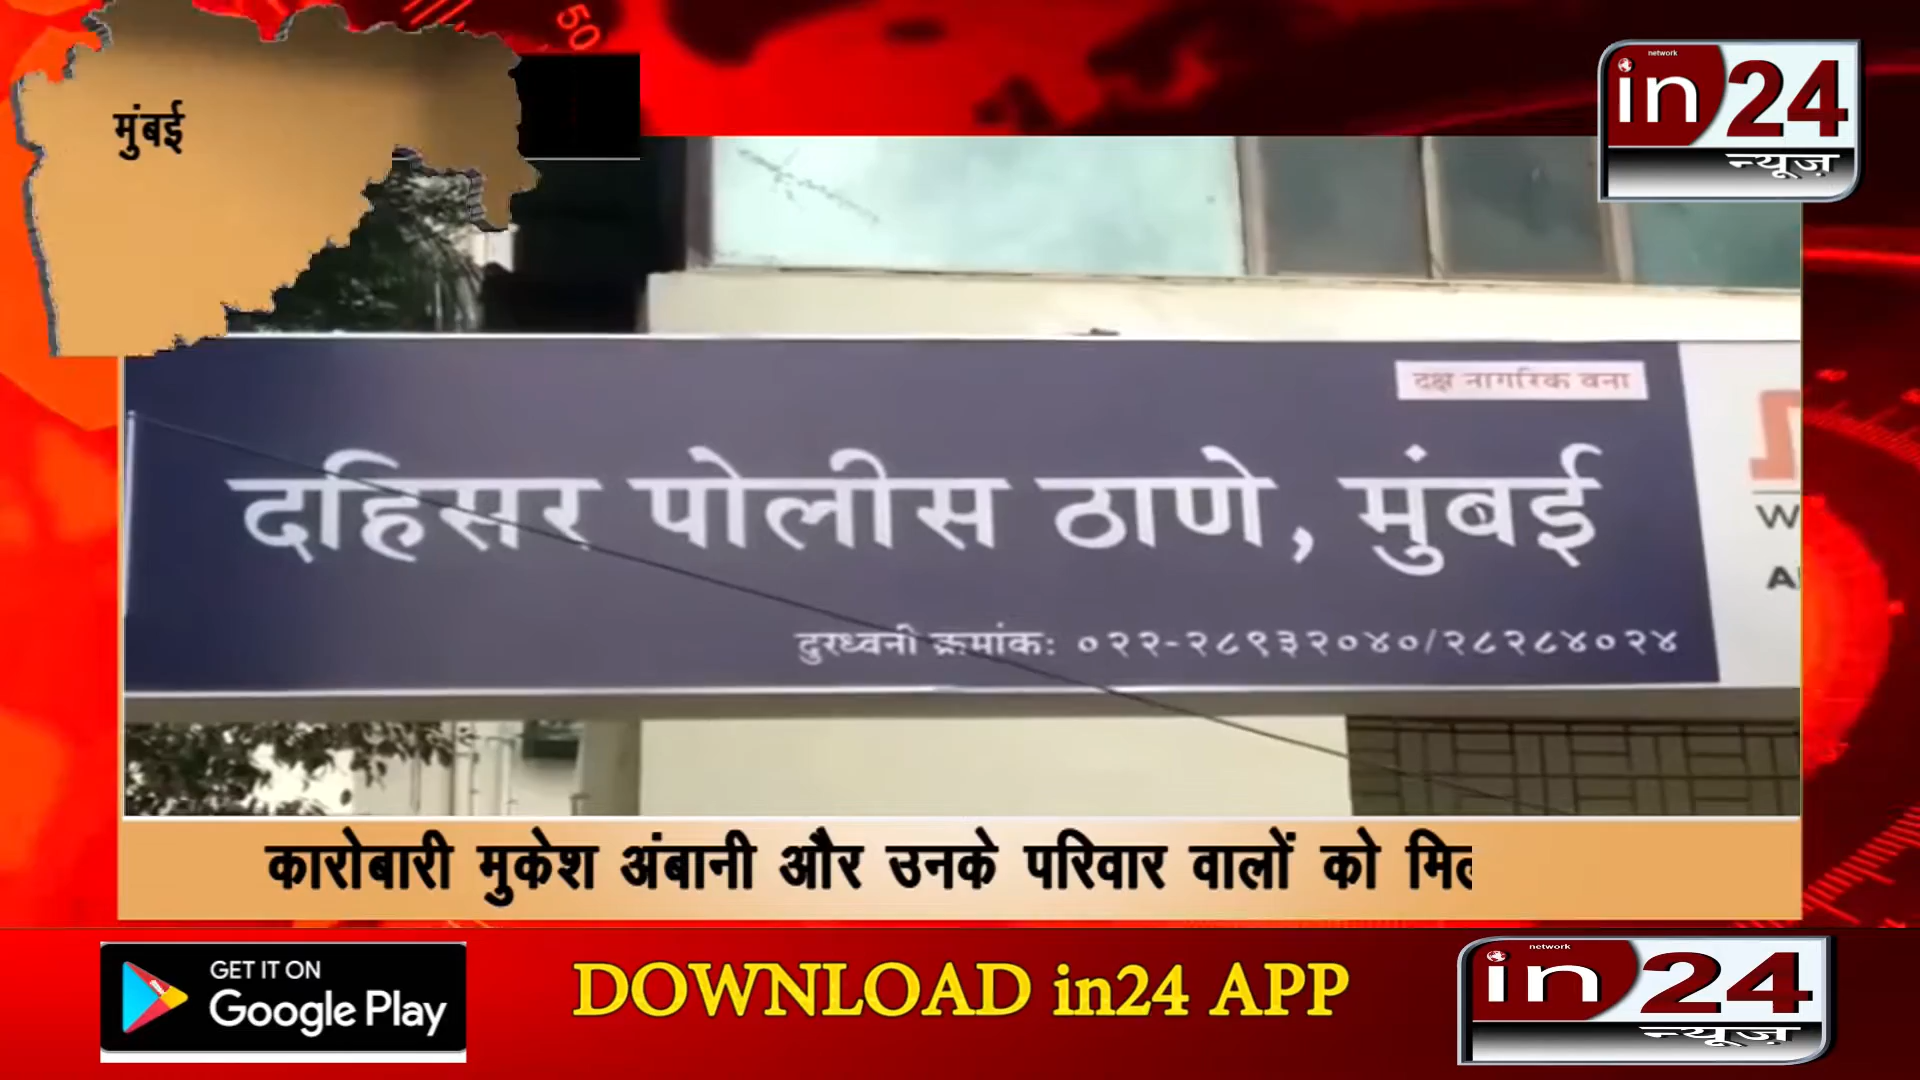 50
मुंबई
network
in 24
न्यूज़
दक्ष नागरिक बना
दहिसर पोलीस ठाणे, मुंबई
दुरध्वनी क्रमांक: ०२२-२८९३२०४०/२८२८४०२४
W
कारोबारी मुकेश अंबानी और उनके परिवार वालों को
GET IT ON
Google Play
DOWNLOAD in24 APP
network
in 24
न्यूज़